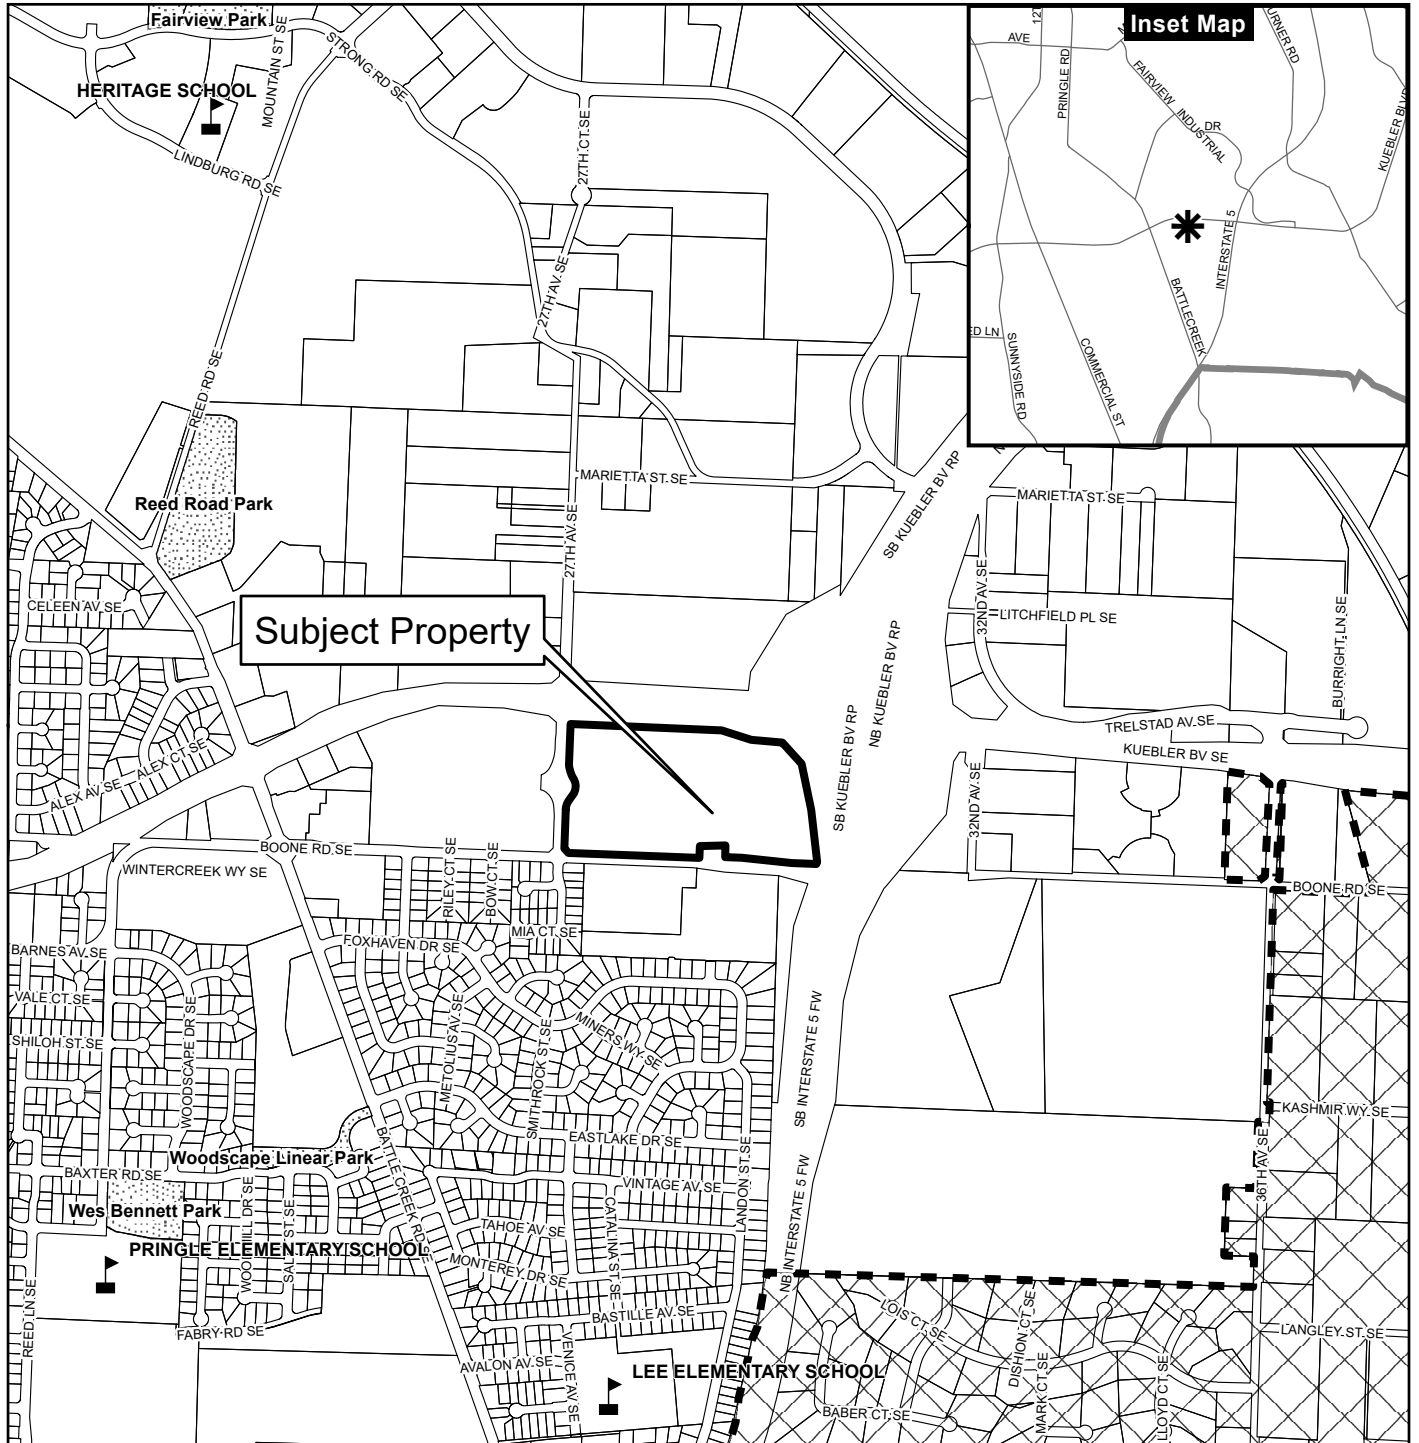 Fairview Park
MOUNTAIN ST SE
STRONG RD SE
HERITAGE SCHOOL
LINDBURG RD SE
27TH CT SE
27TH AV SE
REED RD SE
Inset Map
AVE
PRINGLE RD
FAIRVIEW INDUSTRIAL
DR
KUEBLER BLVD
INTERSTATE 5
BATTLECREEK
SUNNYSIDE RD
COMMERCIAL ST
MARIETTA ST SE
27TH AV SE
SB KUEBLER BV RP
MARIETTA ST SE
Reed Road Park
CELEEN AV SE
Subject Property
32ND AV SE
LITCHFIELD PL SE
BURRIGHT LN SE
NB KUEBLER BV RP
SB KUEBLER BV RP
TRELSTAD AV SE
KUEBLER BV SE
ALEX AV SE
ALEX CT SE
32ND AV SE
BOONE RD SE
WINTERCREEK WY SE
RILEY CT SE
BOW CT SE
BOONE RD SE
MIA CT SE
FOXHAVEN DR SE
BARNES AV SE
VALE CT SE
SHILOH ST SE
WOODSCAPE DR SE
METOLIUS AV SE
SMITHROCK ST SE
MINERS WY SE
SB INTERSTATE 5 FW
KASHMIR WY SE
36TH AV SE
EASTLAKE DR SE
BATTLE CREEK RD SE
Woodscape Linear Park
BAXTER RD SE
VINTAGE AV SE
LANDON ST SE
Wes Bennett Park
TAHOE AV SE
CATALINA ST SE
NB INTERSTATE 5 FW
PRINGLE ELEMENTARY SCHOOL
MONTEREY DR SE
BASTILLE AV SE
LOIS CT SE
DISHION CT SE
LANGLEY ST SE
REED LN SE
FABRY RD SE
AVALON AV SE
VENICE AV SE
LEE ELEMENTARY SCHOOL
MARK CT SE
LLOYD CT SE
BABER CT SE